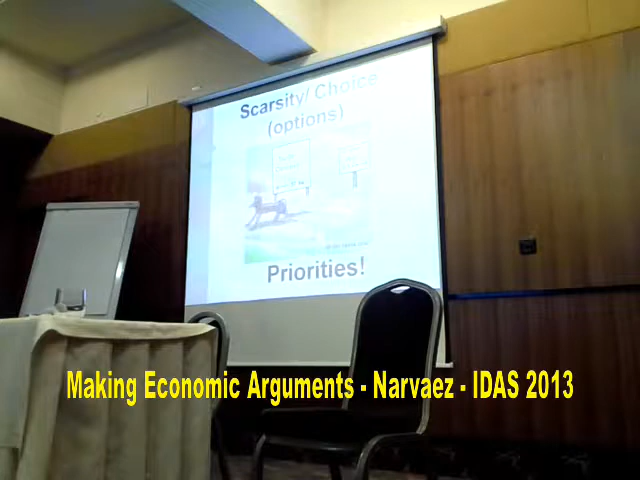 Scarsity/ Choice
(options)
Priorities!
Making Economic Arguments - Narvaez - IDAS 2013